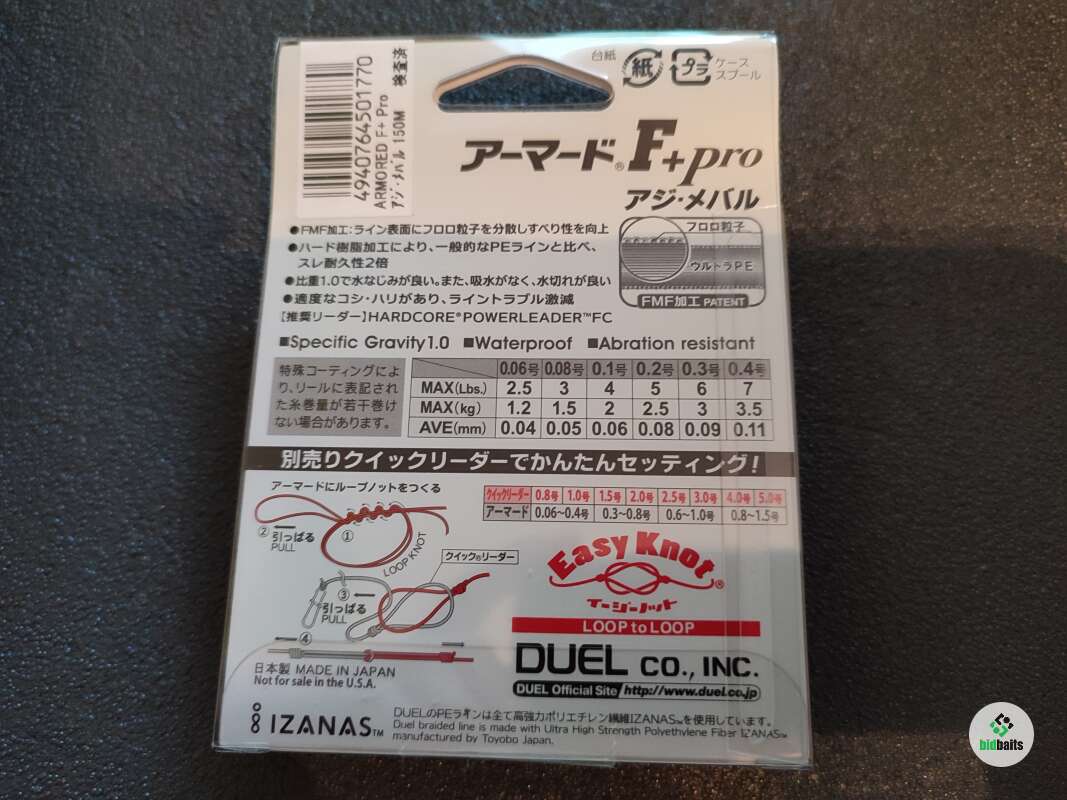 4940764501770
ARMORED F+ Pro
アジ・メバル 150M 検査済
台紙
紙
プラ
ケース
スプール
アーマード® F+pro
アジ・メバル
●FMF加工：ライン表面にフロロ粒子を分散しすべり性を向上
●ハード樹脂加工により、一般的なPEラインと比べ、
スレ耐久性2倍
●比重1.0で水なじみが良い。また、吸水がなく、水切れが良い
●適度なコシ・ハリがあり、ライントラブル激減
【推奨リーダー】HARDCORE®POWERLEADER™FC
フロロ粒子
ウルトラPE
FMF加工 PATENT
■Specific Gravity1.0 ■Waterproof ■Abration resistant
特殊コーティングによ
り、リールに表記され
た糸巻量が若干巻け
ない場合があります。
0.06号 0.08号 0.1号 0.2号 0.3号 0.4号
MAX(Lbs.) 2.5 3 4 5 6 7
MAX(kg) 1.2 1.5 2 2.5 3 3.5
AVE(mm) 0.04 0.05 0.06 0.08 0.09 0.11
別売りクイックリーダーでかんたんセッティング！
アーマードにループノットをつくる
②引っぱる
PULL
①
LOOP KNOT
クイック®リーダー
③
引っぱる
PULL
④
クイックリーダー 0.8号 1.0号 1.5号 2.0号 2.5号 3.0号 4.0号 5.0号
アーマード 0.06~0.4号 0.3~0.8号 0.6~1.0号 0.8~1.5号
Easy Knot®
イージーノット
LOOP to LOOP
日本製 MADE IN JAPAN
Not for sale in the U.S.A.
DUEL CO., INC.
DUEL Official Site http://www.duel.co.jp
IZANAS™
DUELのPEラインは全て高強力ポリエチレン繊維IZANAS™を使用しています。
Duel braided line is made with Ultra High Strength Polyethylene Fiber IZANAS™
manufactured by Toyobo Japan.
bidbaits